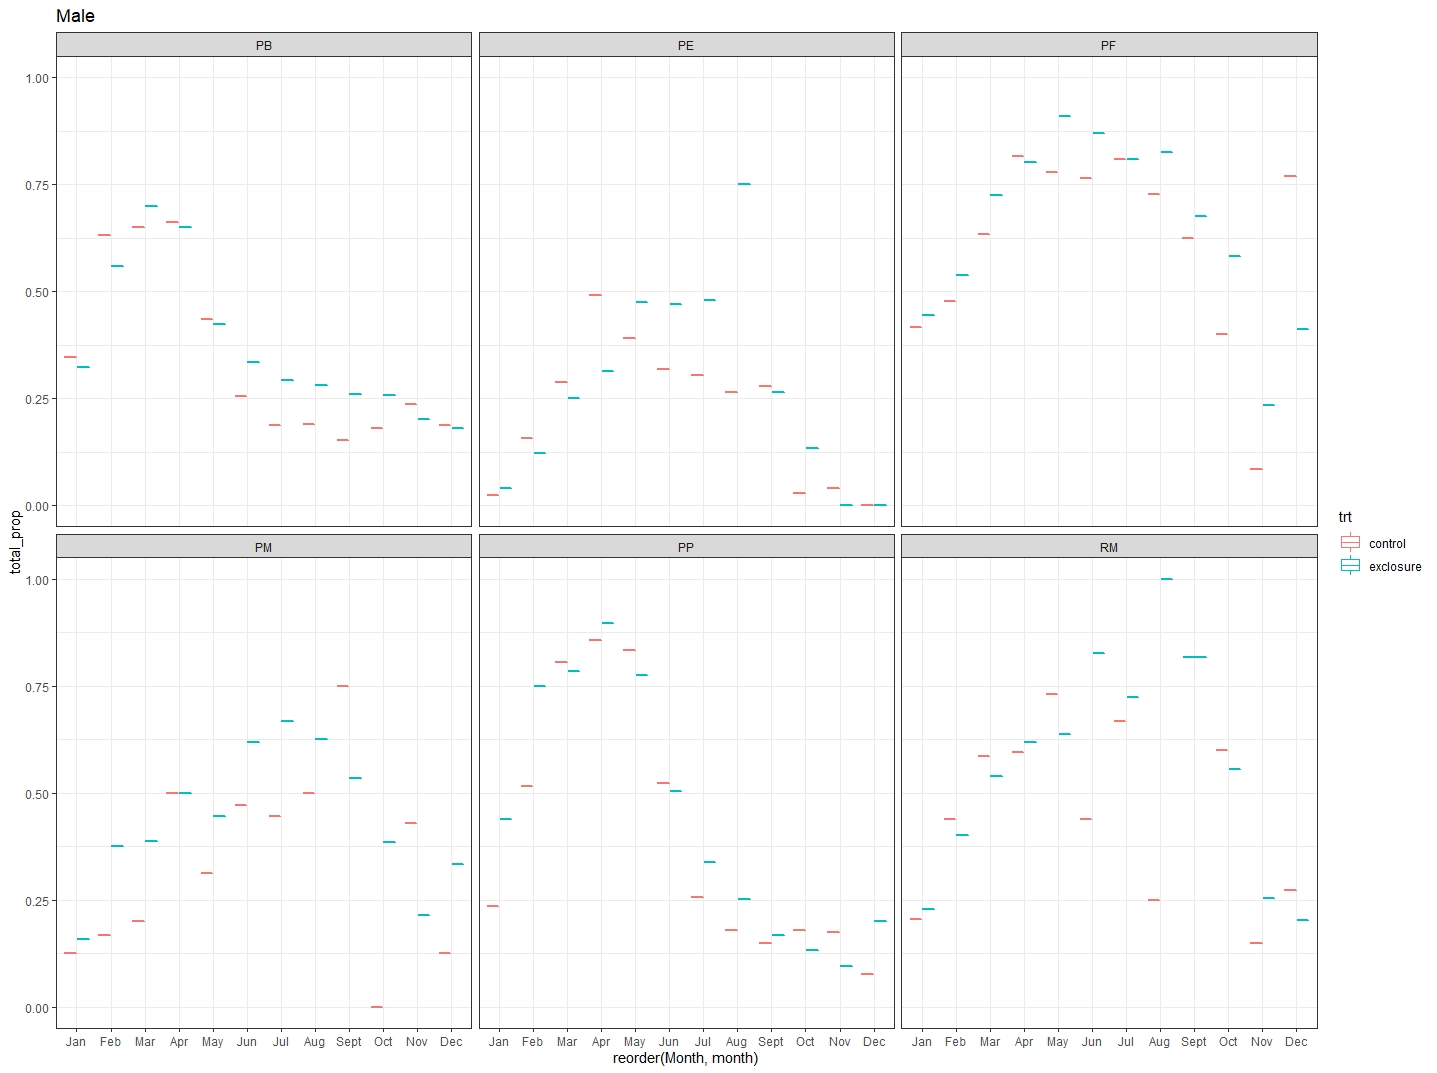 Male
PB PE PF
1.00
0.75
0.50
0.25
0.00
PM PP RM
1.00
0.75
0.50
0.25
0.00
total_prop
Jan Feb Mar Apr May Jun Jul Aug Sept Oct Nov Dec Jan Feb Mar Apr May Jun Jul Aug Sept Oct Nov Dec Jan Feb Mar Apr May Jun Jul Aug Sept Oct Nov Dec
reorder(Month, month)
trt
control
exclosure